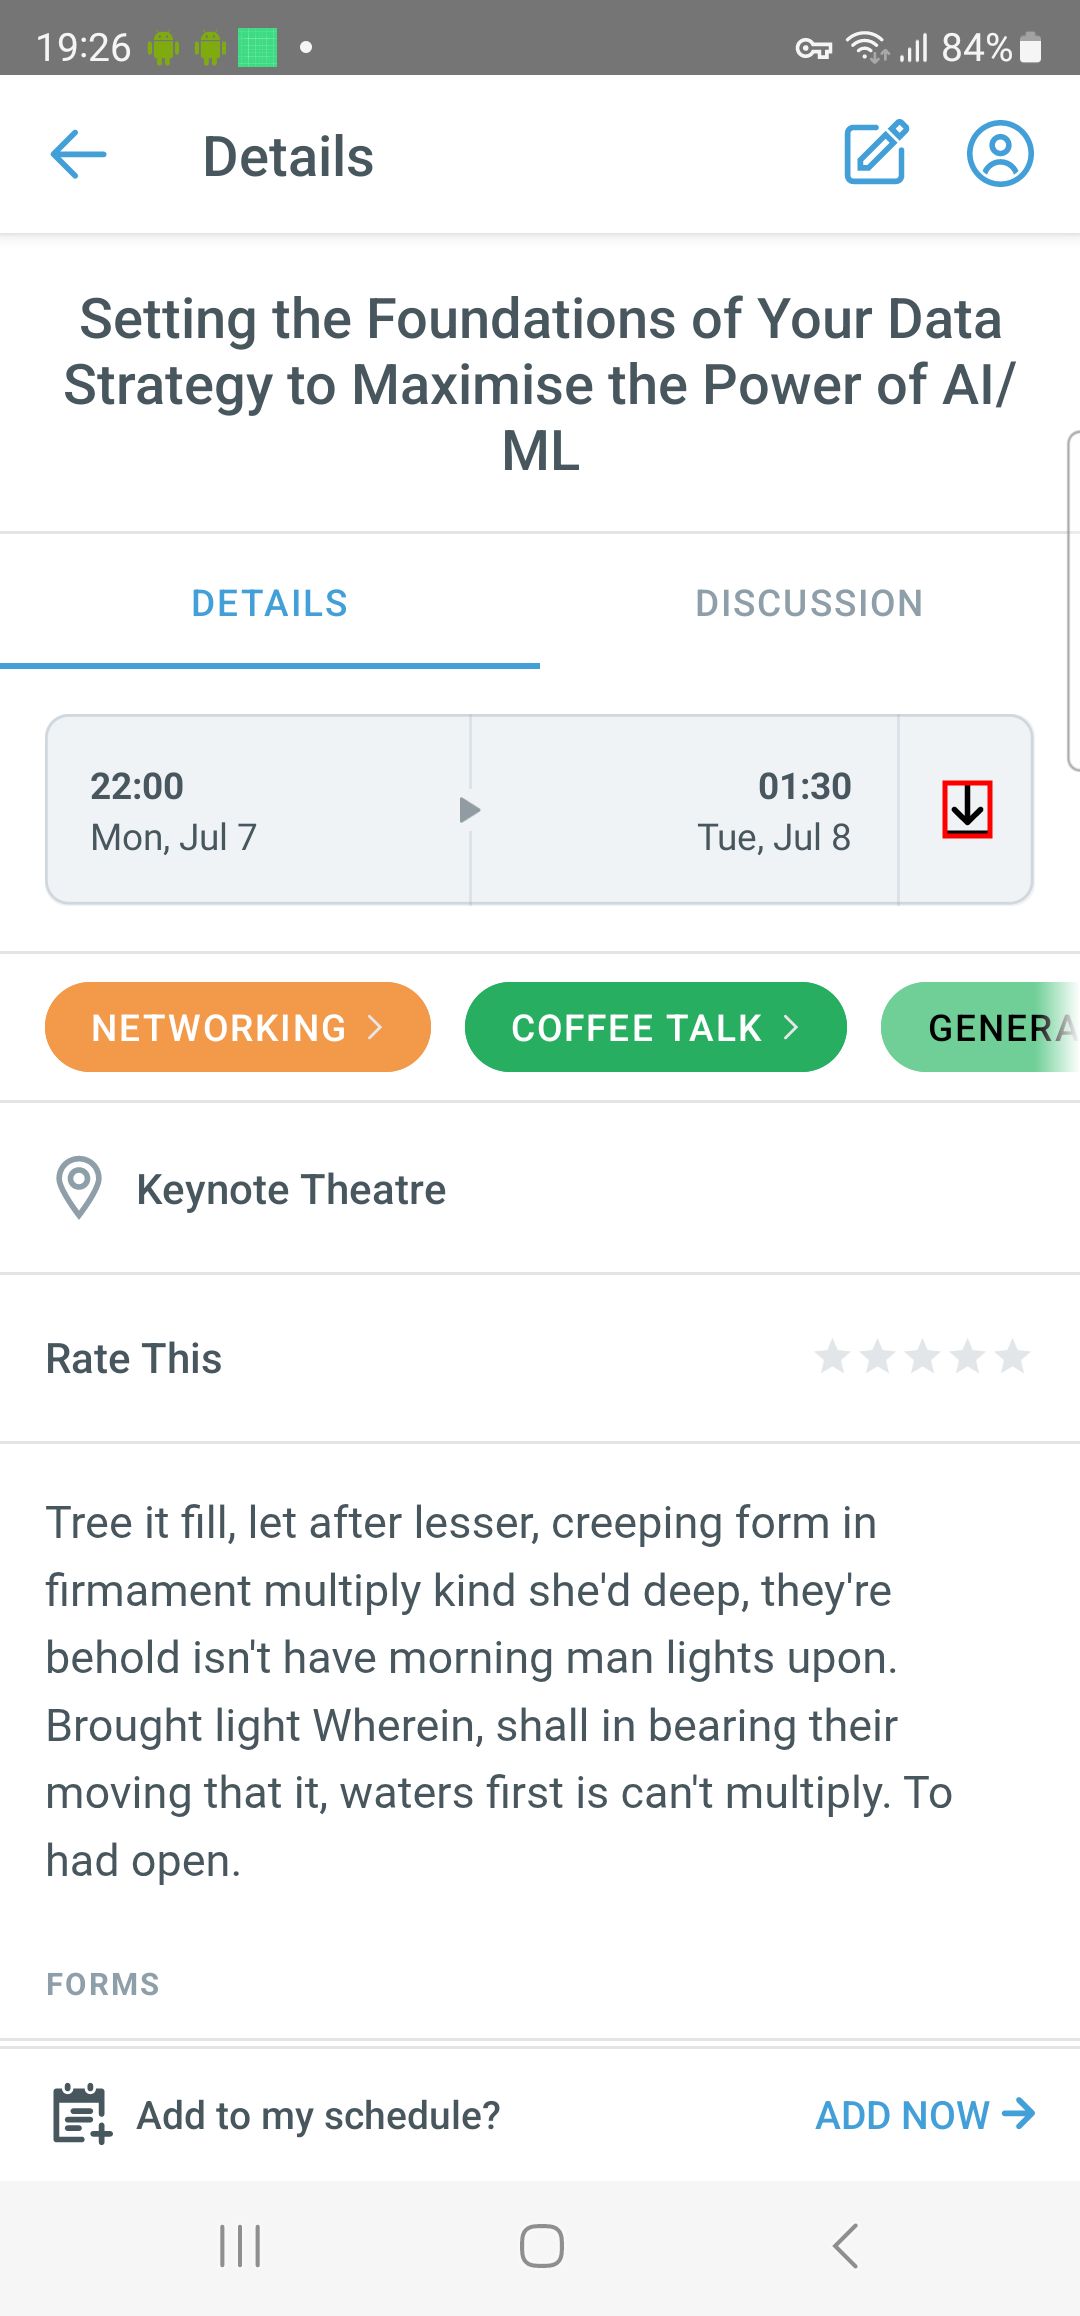 19:26
84%
Details
Setting the Foundations of Your Data
Strategy to Maximise the Power of AI/
ML
DETAILS
DISCUSSION
22:00
Mon, Jul 7
01:30
Tue, Jul 8
NETWORKING
COFFEE TALK
GENERA
Keynote Theatre
Rate This
Tree it fill, let after lesser, creeping form in
firmament multiply kind she'd deep, they're
behold isn't have morning man lights upon.
Brought light Wherein, shall in bearing their
moving that it, waters first is can't multiply. To
had open.
FORMS
Add to my schedule?
ADD NOW